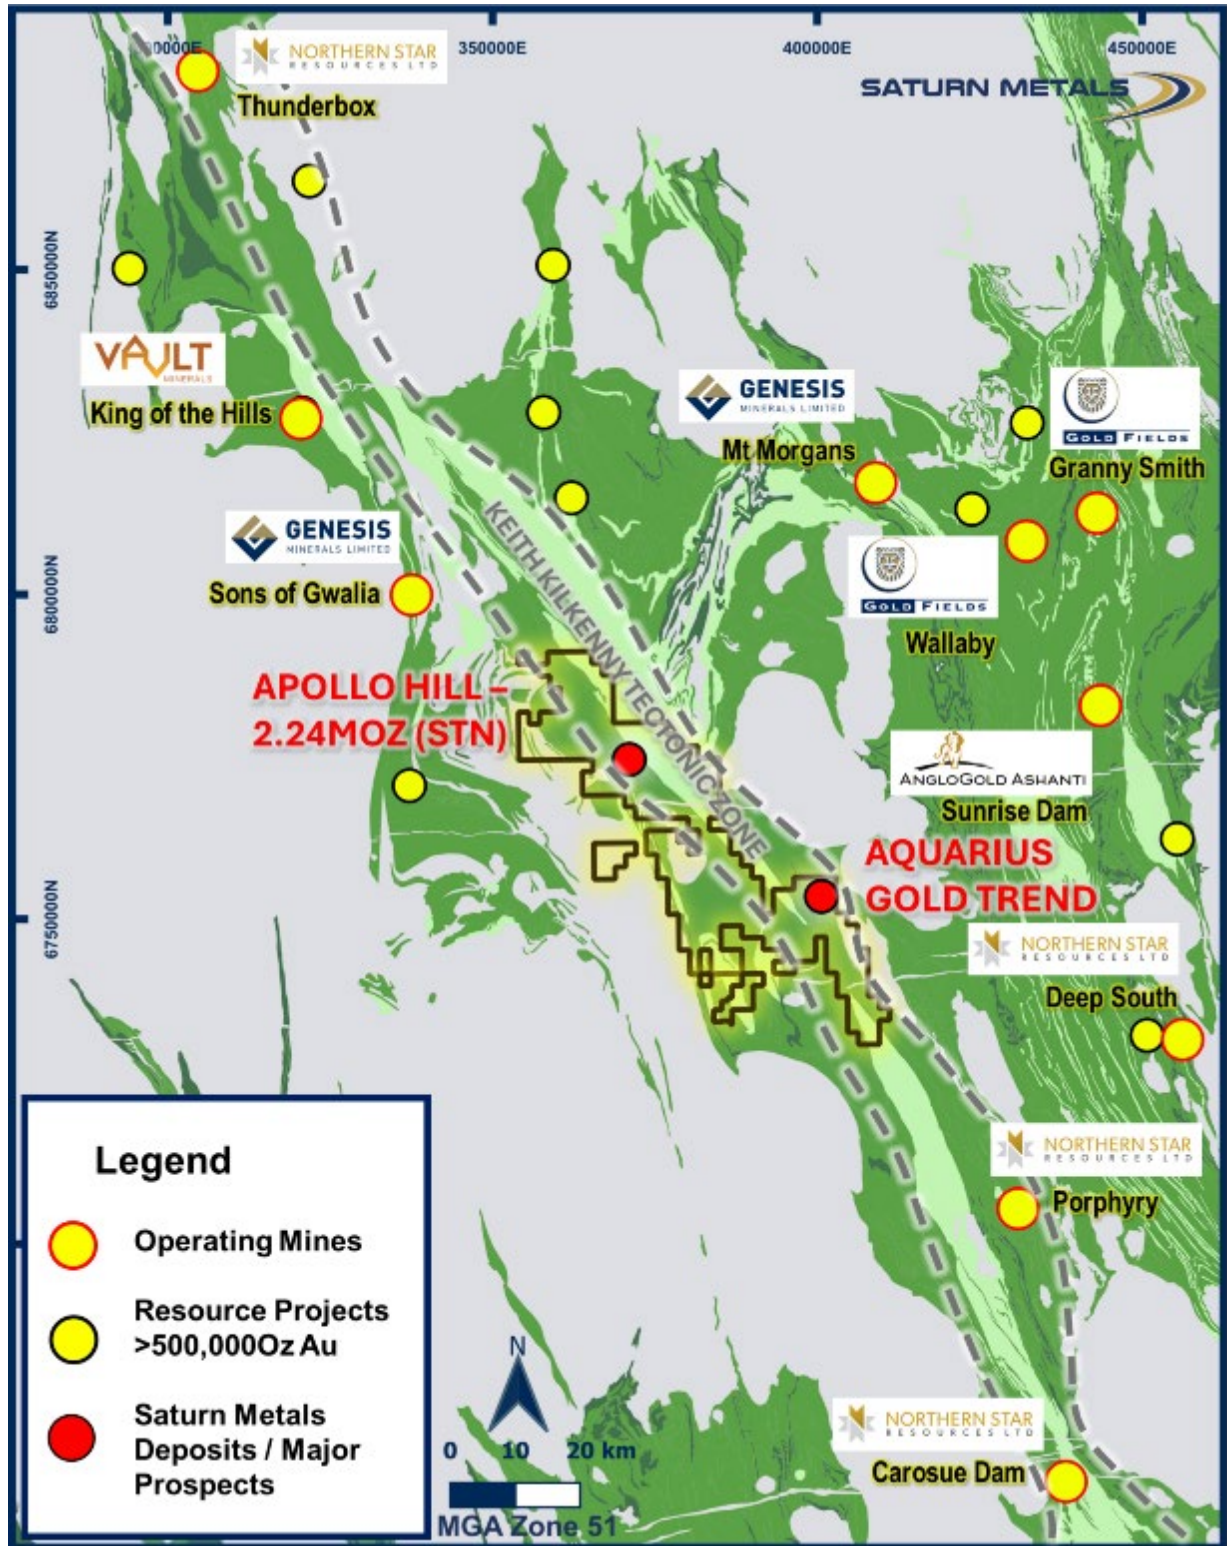 00000E
350000E
400000E
450000E
NORTHERN STAR
RESOURCES LTD
Thunderbox
SATURN METALS
6850000N
VAULT
MINERALS
King of the Hills
GENESIS
MINERALS LIMITED
Mt Morgans
GOLD FIELDS
Granny Smith
KEITH KILKENNY TECTONIC ZONE
GENESIS
MINERALS LIMITED
Sons of Gwalia
6800000N
GOLD FIELDS
Wallaby
APOLLO HILL –
2.24MOZ (STN)
ANGLOGOLD ASHANTI
Sunrise Dam
AQUARIUS
GOLD TREND
6750000N
NORTHERN STAR
RESOURCES LTD
Deep South
NORTHERN STAR
RESOURCES LTD
Porphyry
Legend
Operating Mines
Resource Projects
>500,000Oz Au
Saturn Metals
Deposits / Major
Prospects
N
0 10 20 km
MGA Zone 51
NORTHERN STAR
RESOURCES LTD
Carosue Dam